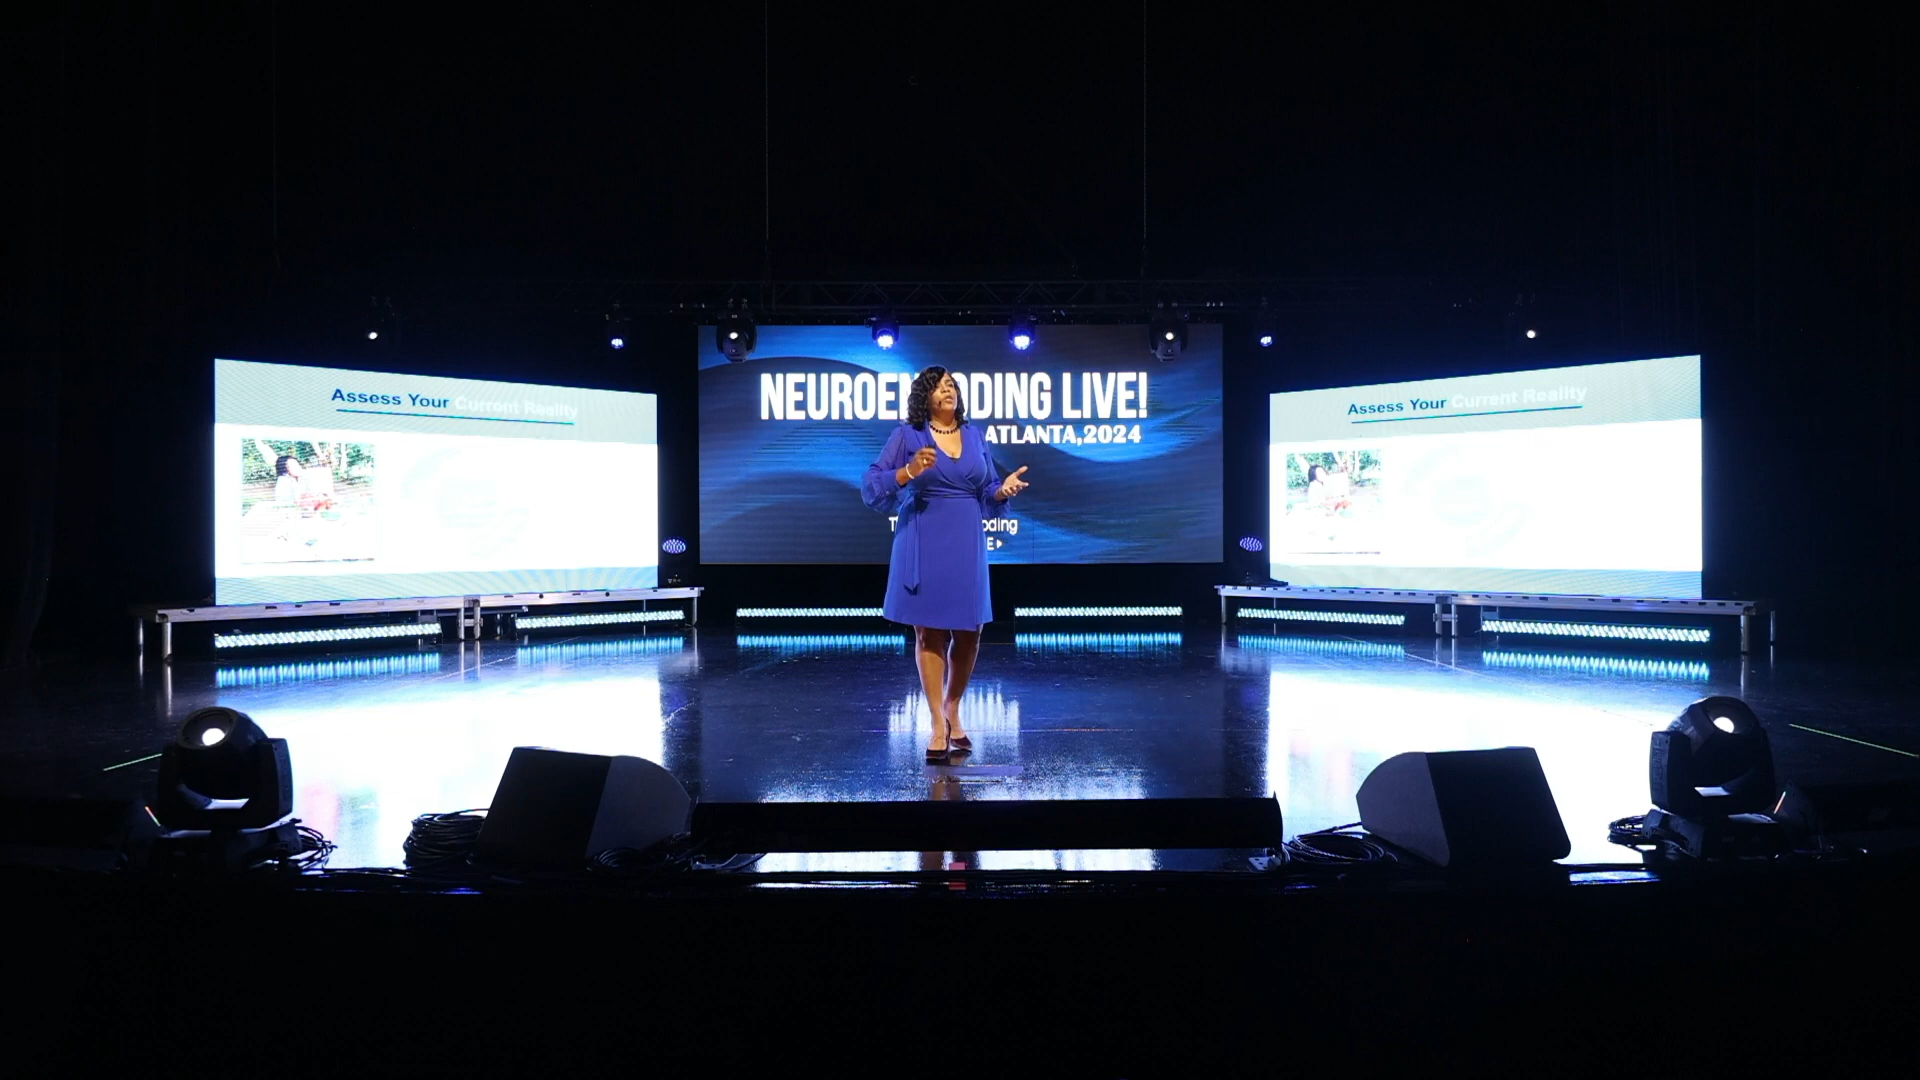 Assess Your Current Reality
NEUROEN ODING LIVE!
ATLANTA, 2024
T oding
E
Assess Your Current Reality